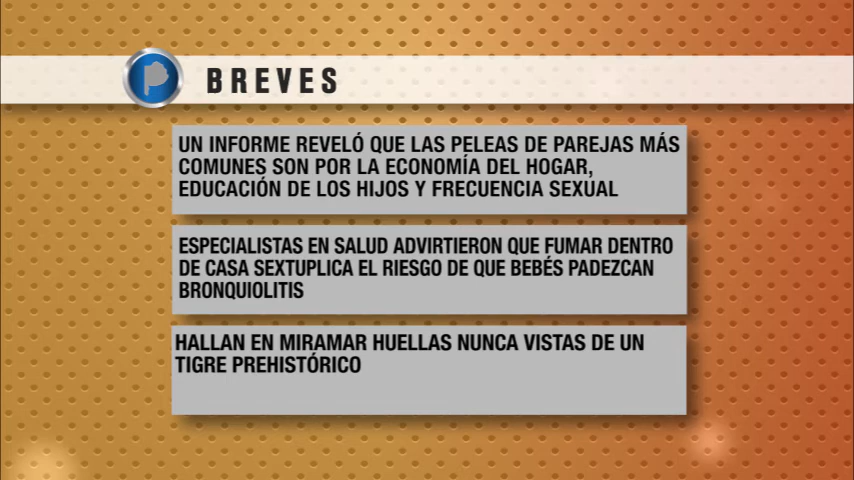 BREVES
UN INFORME REVELÓ QUE LAS PELEAS DE PAREJAS MÁS
COMUNES SON POR LA ECONOMÍA DEL HOGAR,
EDUCACIÓN DE LOS HIJOS Y FRECUENCIA SEXUAL
ESPECIALISTAS EN SALUD ADVIRTIERON QUE FUMAR DENTRO
DE CASA SEXTUPLICA EL RIESGO DE QUE BEBÉS PADEZCAN
BRONQUIOLITIS
HALLAN EN MIRAMAR HUELLAS NUNCA VISTAS DE UN
TIGRE PREHISTÓRICO